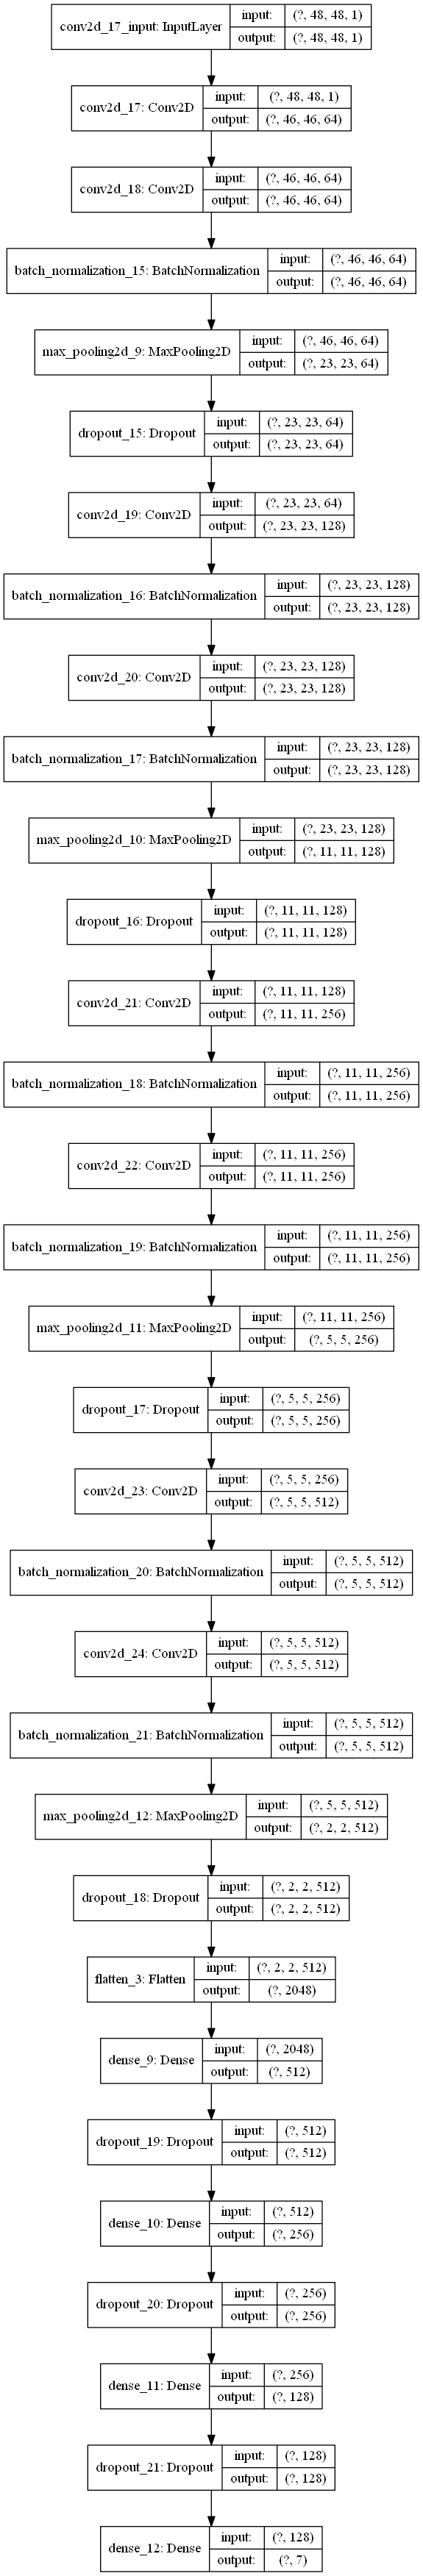 conv2d_17_input: InputLayer
input: (?, 48, 48, 1)
output: (?, 48, 48, 1)
conv2d_17: Conv2D
input: (?, 48, 48, 1)
output: (?, 46, 46, 64)
conv2d_18: Conv2D
input: (?, 46, 46, 64)
output: (?, 46, 46, 64)
batch_normalization_15: BatchNormalization
input: (?, 46, 46, 64)
output: (?, 46, 46, 64)
max_pooling2d_9: MaxPooling2D
input: (?, 46, 46, 64)
output: (?, 23, 23, 64)
dropout_15: Dropout
input: (?, 23, 23, 64)
output: (?, 23, 23, 64)
conv2d_19: Conv2D
input: (?, 23, 23, 64)
output: (?, 23, 23, 128)
batch_normalization_16: BatchNormalization
input: (?, 23, 23, 128)
output: (?, 23, 23, 128)
conv2d_20: Conv2D
input: (?, 23, 23, 128)
output: (?, 23, 23, 128)
batch_normalization_17: BatchNormalization
input: (?, 23, 23, 128)
output: (?, 23, 23, 128)
max_pooling2d_10: MaxPooling2D
input: (?, 23, 23, 128)
output: (?, 11, 11, 128)
dropout_16: Dropout
input: (?, 11, 11, 128)
output: (?, 11, 11, 128)
conv2d_21: Conv2D
input: (?, 11, 11, 128)
output: (?, 11, 11, 256)
batch_normalization_18: BatchNormalization
input: (?, 11, 11, 256)
output: (?, 11, 11, 256)
conv2d_22: Conv2D
input: (?, 11, 11, 256)
output: (?, 11, 11, 256)
batch_normalization_19: BatchNormalization
input: (?, 11, 11, 256)
output: (?, 11, 11, 256)
max_pooling2d_11: MaxPooling2D
input: (?, 11, 11, 256)
output: (?, 5, 5, 256)
dropout_17: Dropout
input: (?, 5, 5, 256)
output: (?, 5, 5, 256)
conv2d_23: Conv2D
input: (?, 5, 5, 256)
output: (?, 5, 5, 512)
batch_normalization_20: BatchNormalization
input: (?, 5, 5, 512)
output: (?, 5, 5, 512)
conv2d_24: Conv2D
input: (?, 5, 5, 512)
output: (?, 5, 5, 512)
batch_normalization_21: BatchNormalization
input: (?, 5, 5, 512)
output: (?, 5, 5, 512)
max_pooling2d_12: MaxPooling2D
input: (?, 5, 5, 512)
output: (?, 2, 2, 512)
dropout_18: Dropout
input: (?, 2, 2, 512)
output: (?, 2, 2, 512)
flatten_3: Flatten
input: (?, 2, 2, 512)
output: (?, 2048)
dense_9: Dense
input: (?, 2048)
output: (?, 512)
dropout_19: Dropout
input: (?, 512)
output: (?, 512)
dense_10: Dense
input: (?, 512)
output: (?, 256)
dropout_20: Dropout
input: (?, 256)
output: (?, 256)
dense_11: Dense
input: (?, 256)
output: (?, 128)
dropout_21: Dropout
input: (?, 128)
output: (?, 128)
dense_12: Dense
input: (?, 128)
output: (?, 7)